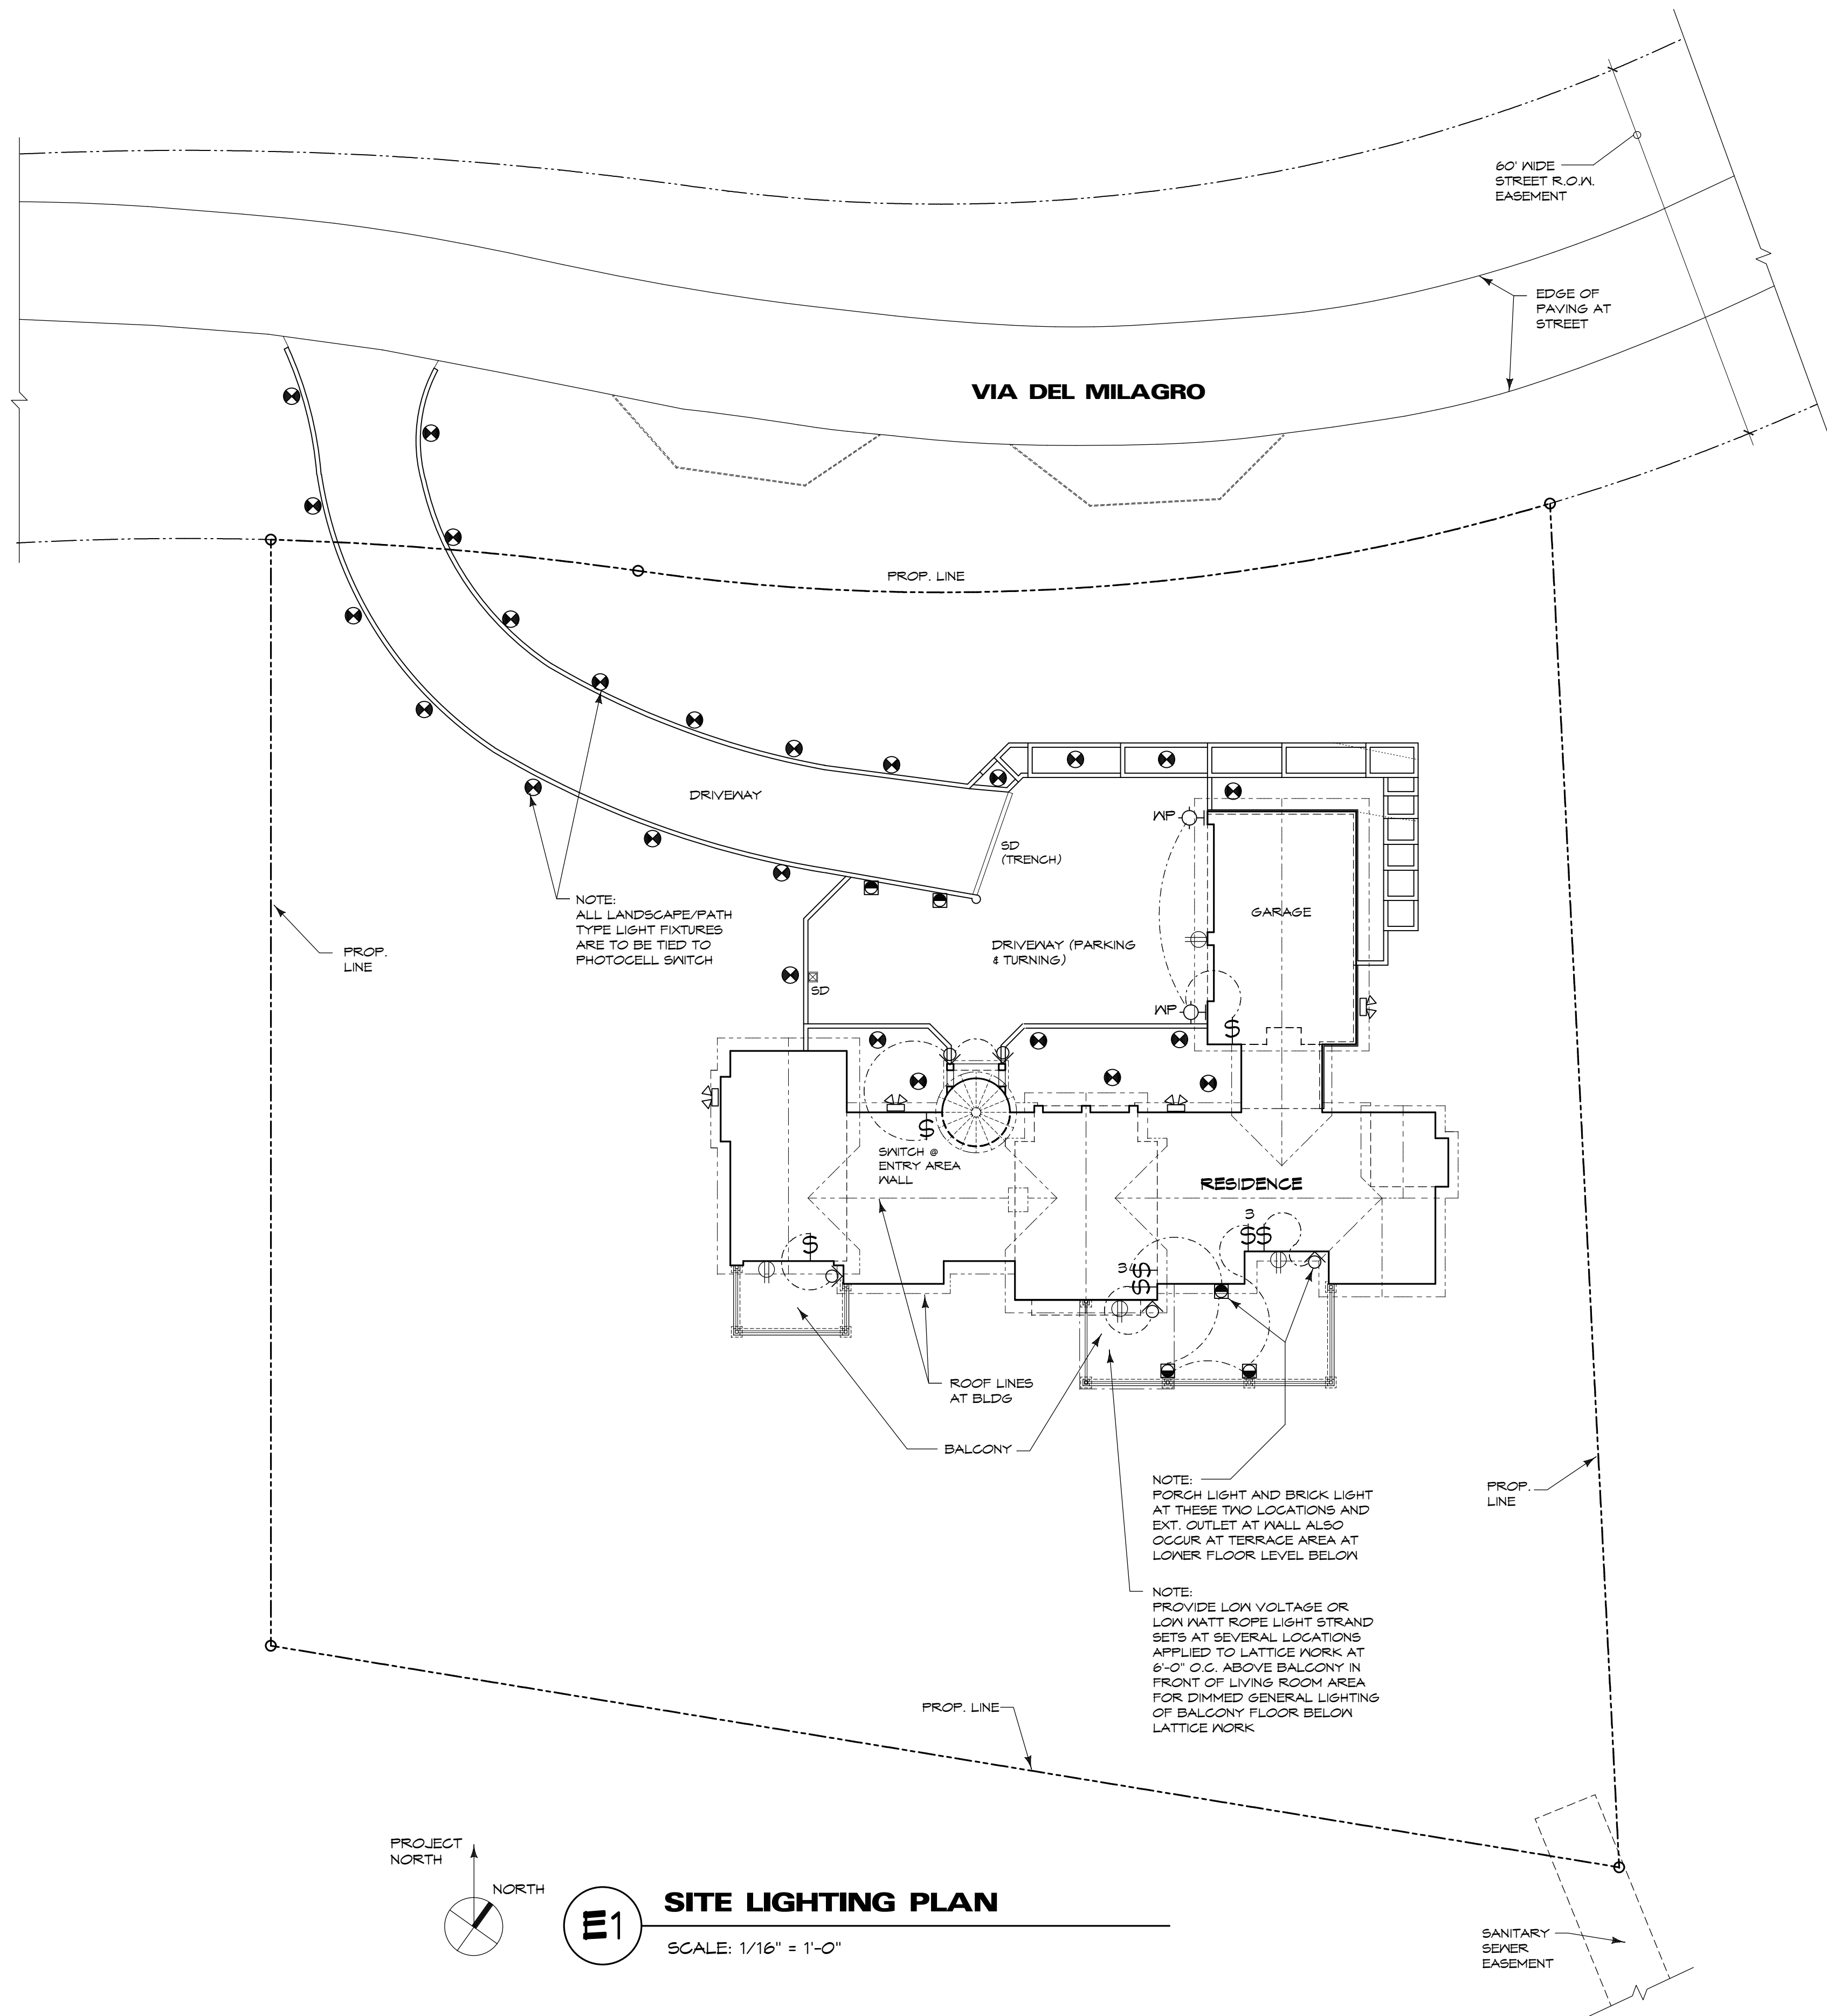 60' WIDE
STREET R.O.W.
EASEMENT
EDGE OF
PAVING AT
STREET
VIA DEL MILAGRO
PROP. LINE
DRIVEWAY
WP
SD
(TRENCH)
NOTE:
ALL LANDSCAPE/PATH
TYPE LIGHT FIXTURES
ARE TO BE TIED TO
PHOTOCELL SWITCH
GARAGE
PROP.
LINE
DRIVEWAY (PARKING
& TURNING)
SD
WP
$
$
SWITCH @
ENTRY AREA
WALL
RESIDENCE
3
$$
$
3
$$
ROOF LINES
AT BLDG
BALCONY
NOTE:
PORCH LIGHT AND BRICK LIGHT
AT THESE TWO LOCATIONS AND
EXT. OUTLET AT WALL ALSO
OCCUR AT TERRACE AREA AT
LOWER FLOOR LEVEL BELOW
PROP.
LINE
NOTE:
PROVIDE LOW VOLTAGE OR
LOW WATT ROPE LIGHT STRAND
SETS AT SEVERAL LOCATIONS
APPLIED TO LATTICE WORK AT
6'-0" O.C. ABOVE BALCONY IN
FRONT OF LIVING ROOM AREA
FOR DIMMED GENERAL LIGHTING
OF BALCONY FLOOR BELOW
LATTICE WORK
PROP. LINE
PROJECT
NORTH
NORTH
E1
SITE LIGHTING PLAN
SCALE: 1/16" = 1'-0"
SANITARY
SEWER
EASEMENT